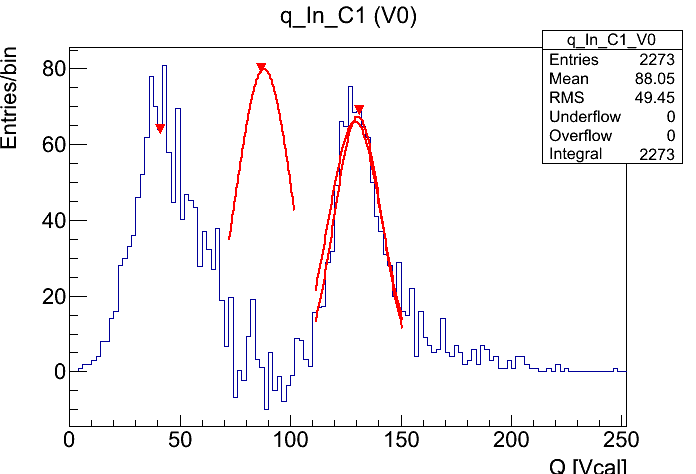 q_In_C1 (V0)
q_In_C1_V0
Entries 2273
Mean 88.05
RMS 49.45
Underflow 0
Overflow 0
Integral 2273
Entries/bin
80
60
40
20
0
0 50 100 150 200 250
Q [Vcal]